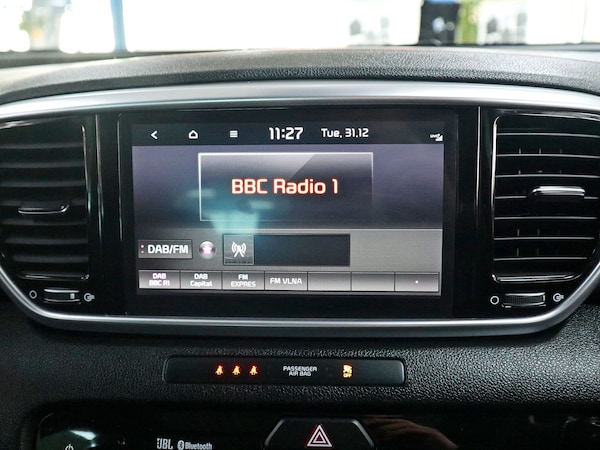 11:27 Tue, 31.12
BBC Radio 1
DAB/FM
DAB
BBC R1
DAB
Capital
FM
EXPRES
FM VLNA
PASSENGER
AIR BAG
JBL Bluetooth